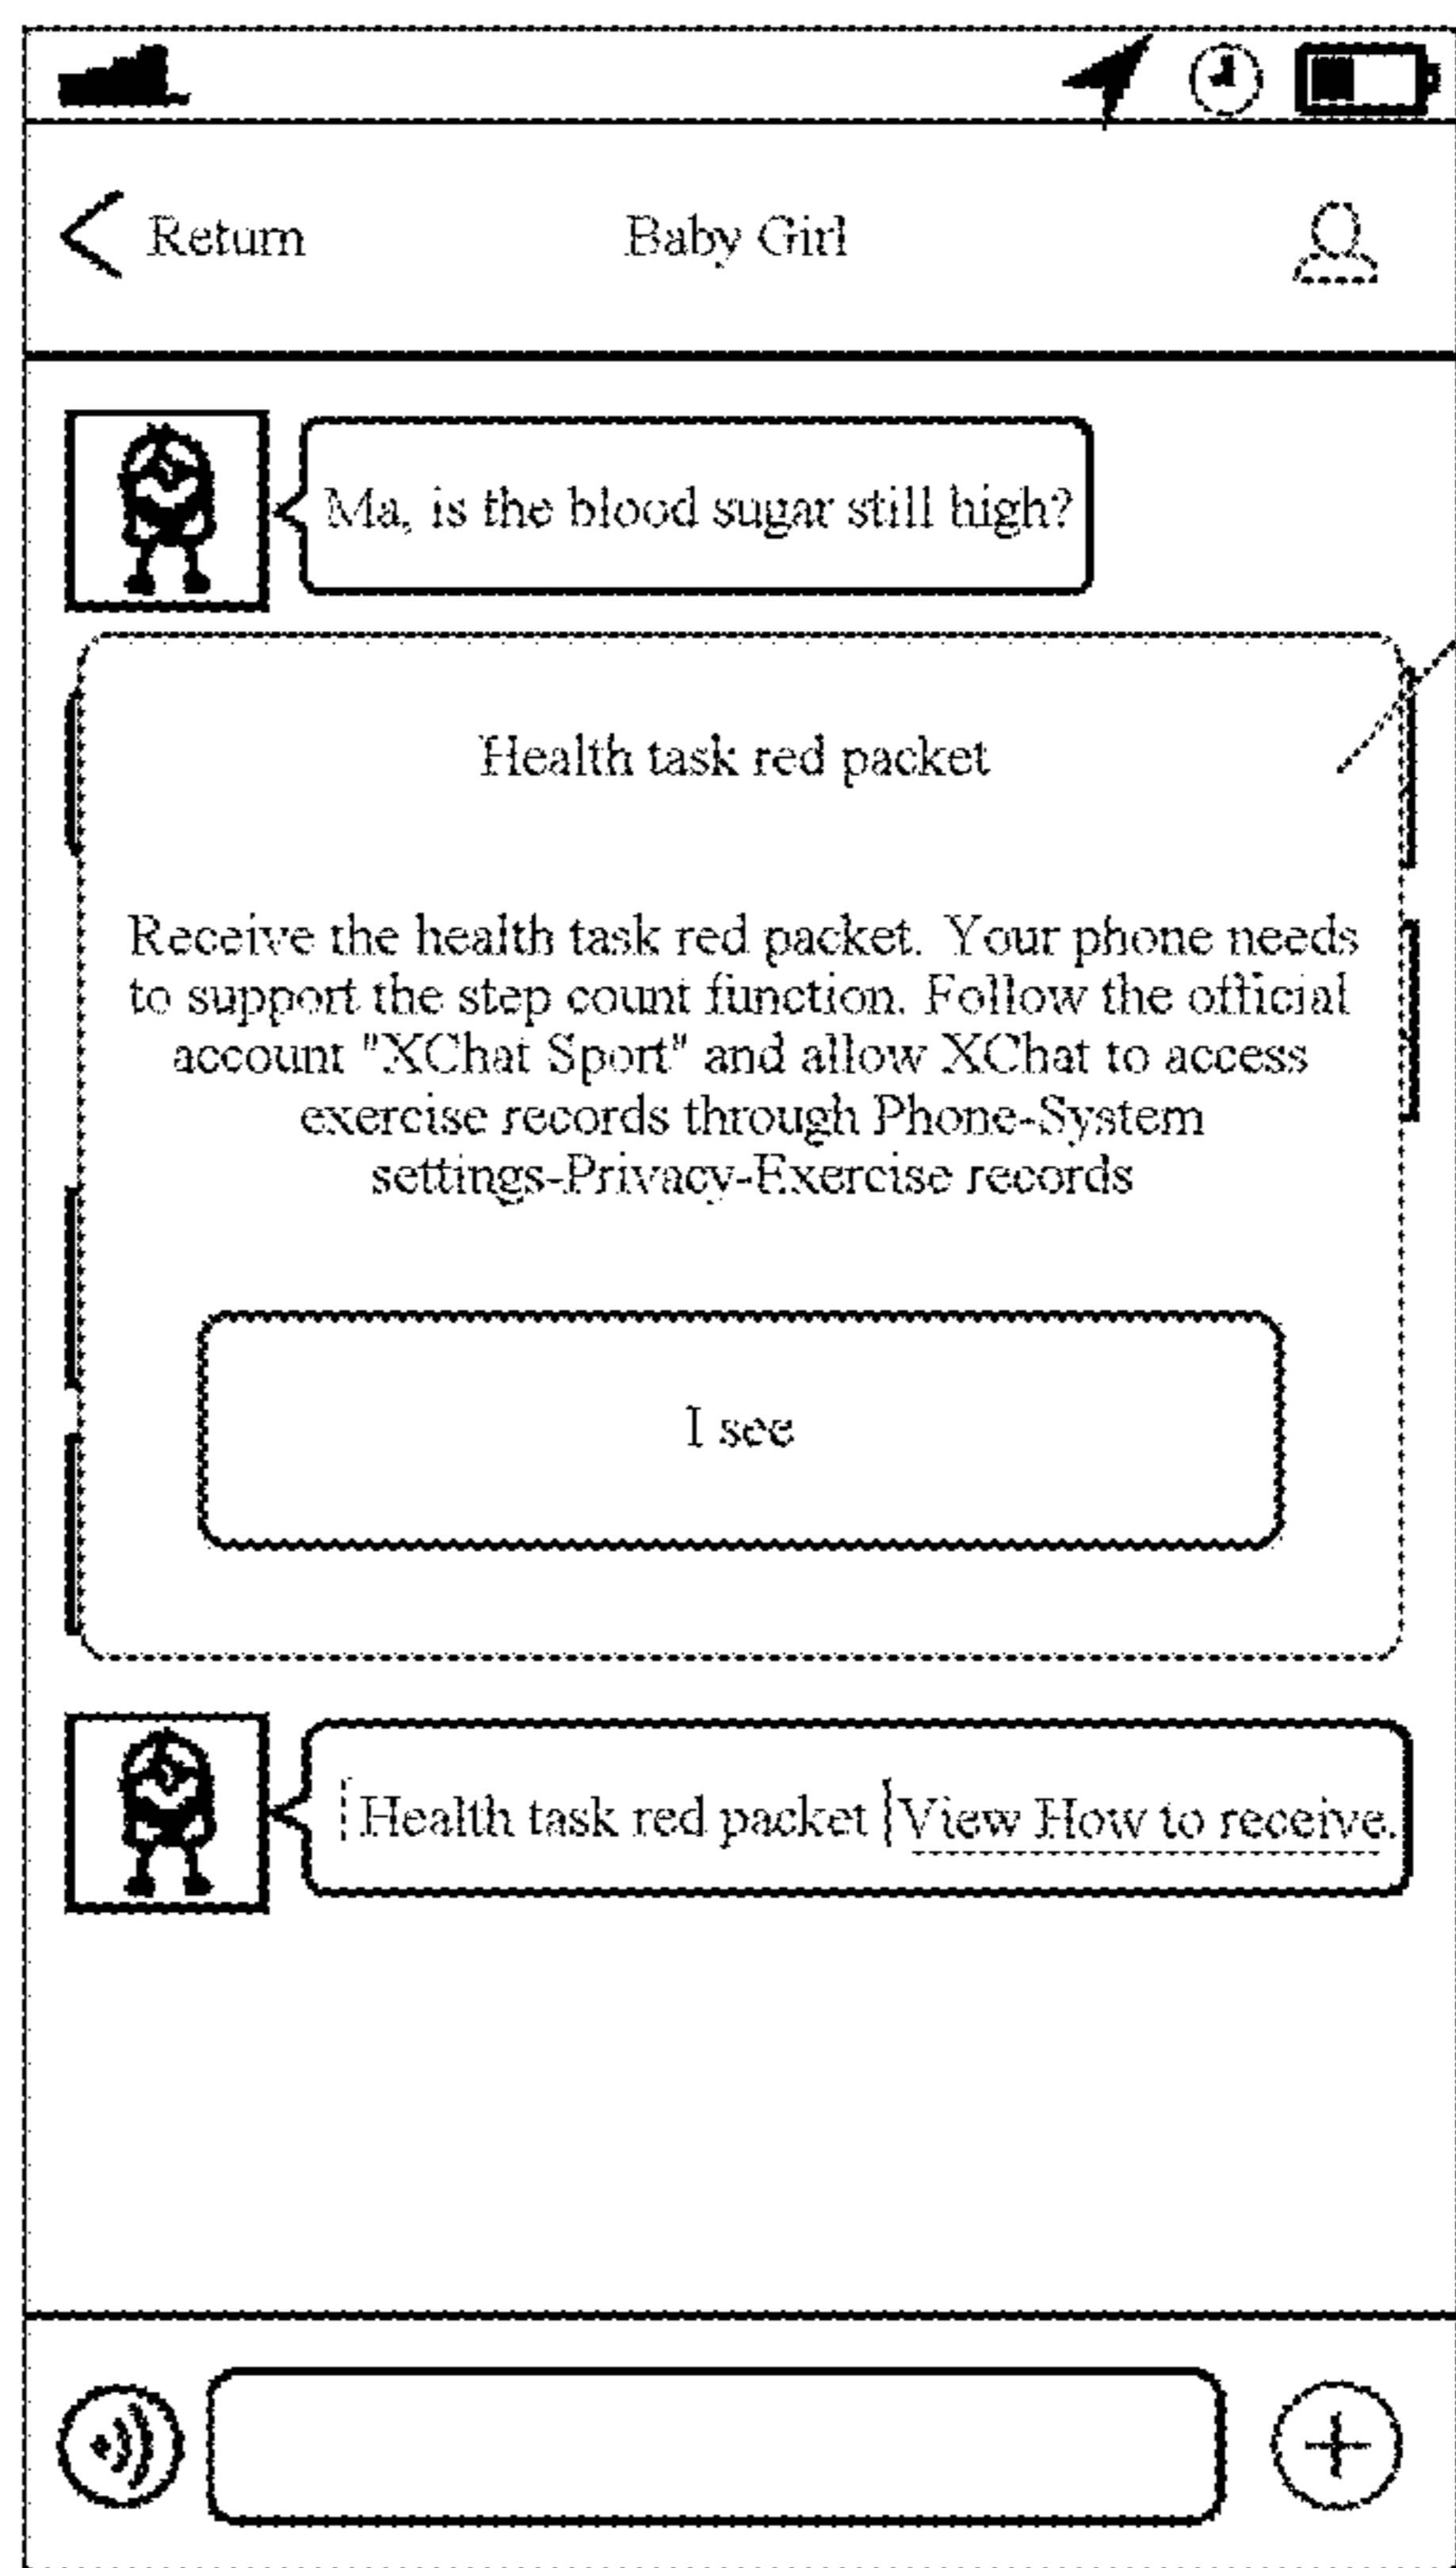 Return
Baby Girl
Ma, is the blood sugar still high?
Health task red packet
Receive the health task red packet. Your phone needs
to support the step count function. Follow the official
account "XChat Sport" and allow XChat to access
exercise records through Phone-System
settings-Privacy-Exercise records
I see
Health task red packet View How to receive.